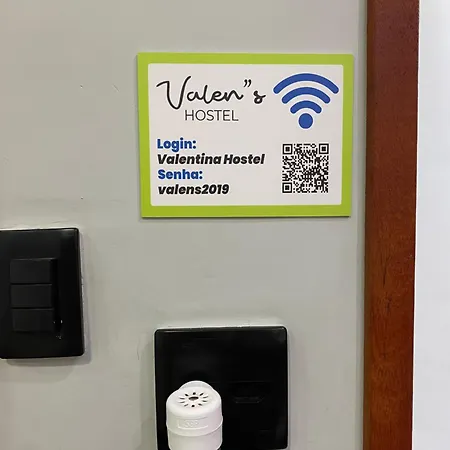 Valen"s
HOSTEL
Login:
Valentina Hostel
Senha:
valens2019